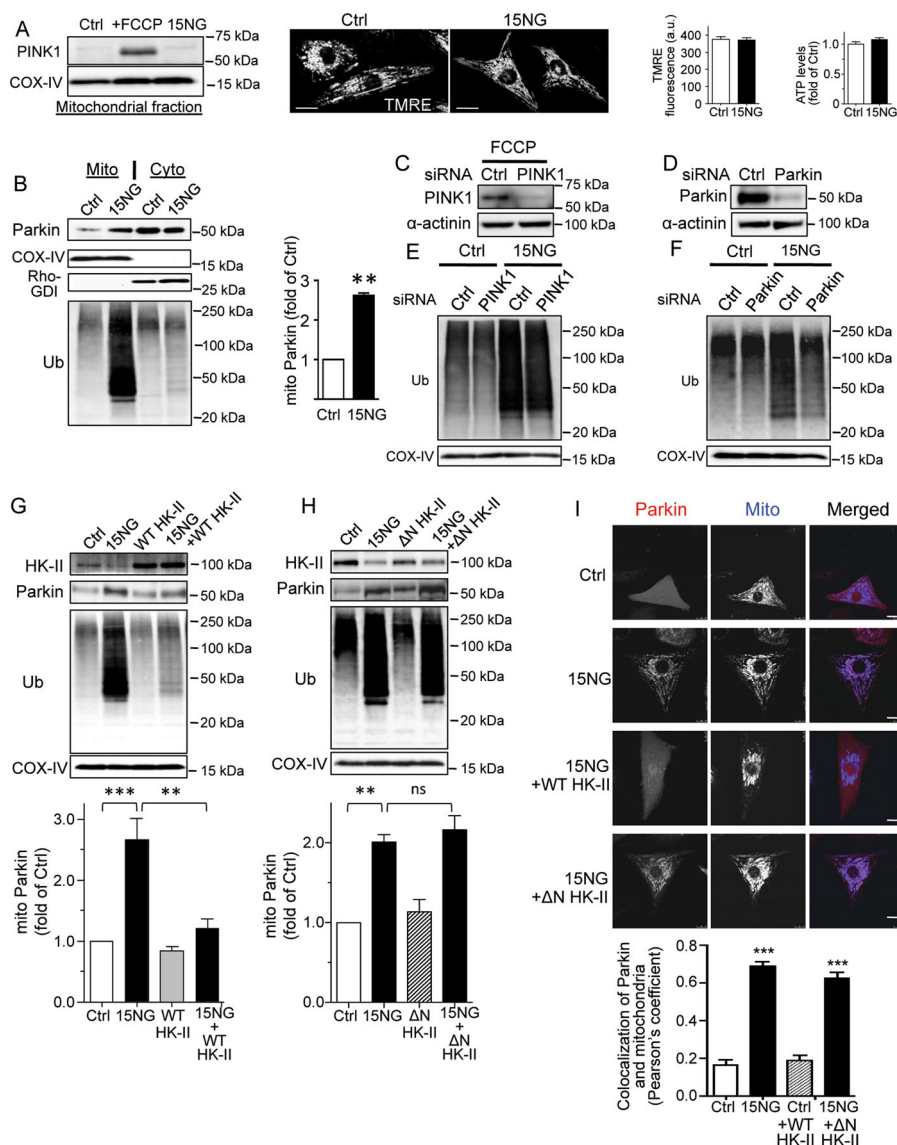 A
Ctrl +FCCP 15NG
PINK1
75 kDa
50 kDa
COX-IV
15 kDa
Mitochondrial fraction
Ctrl
15NG
TMRE
TMRE
fluorescence (a.u.)
400
300
200
100
0
Ctrl
15NG
ATP levels
(fold of Ctrl)
1.0
0.5
0
Ctrl
15NG
B
Mito Cyto
Ctrl 15NG Ctrl 15NG
Parkin
50 kDa
COX-IV
15 kDa
Rho-
GDI
25 kDa
Ub
250 kDa
100 kDa
50 kDa
20 kDa
mito Parkin (fold of Ctrl)
3
2
1
**
Ctrl 15NG
C
FCCP
siRNA Ctrl PINK1
PINK1
75 kDa
50 kDa
α-actinin
100 kDa
D
siRNA Ctrl Parkin
Parkin
50 kDa
α-actinin
100 kDa
E
Ctrl 15NG
siRNA Ctrl PINK1 Ctrl PINK1
Ub
250 kDa
100 kDa
50 kDa
20 kDa
COX-IV
15 kDa
F
Ctrl 15NG
siRNA Ctrl Parkin Ctrl Parkin
Ub
250 kDa
100 kDa
50 kDa
20 kDa
COX-IV
15 kDa
G
Ctrl 15NG WT HK-II 15NG
+WT HK-II
HK-II
100 kDa
Parkin
50 kDa
Ub
250 kDa
100 kDa
50 kDa
20 kDa
COX-IV
15 kDa
mito Parkin
(fold of Ctrl)
3.0
2.0
1.0
0.0
*** **
Ctrl 15NG WT
HK-II 15NG
+
WT
HK-II
H
Ctrl 15NG ΔN HK-II 15NG
+ΔN HK-II
HK-II
100 kDa
Parkin
50 kDa
Ub
250 kDa
100 kDa
50 kDa
20 kDa
COX-IV
15 kDa
mito Parkin
(fold of Ctrl)
2.0
1.0
0.0
** ns
Ctrl 15NG ΔN
HK-II 15NG
+
ΔN
HK-II
I
Parkin Mito Merged
Ctrl
15NG
15NG
+WT HK-II
15NG
+ΔN HK-II
Colocalization of Parkin
and mitochondria
(Pearson's coefficient)
0.8
0.6
0.4
0.2
0.0
*** ***
Ctrl 15NG Ctrl 15NG
+WT +ΔN
HK-II HK-II